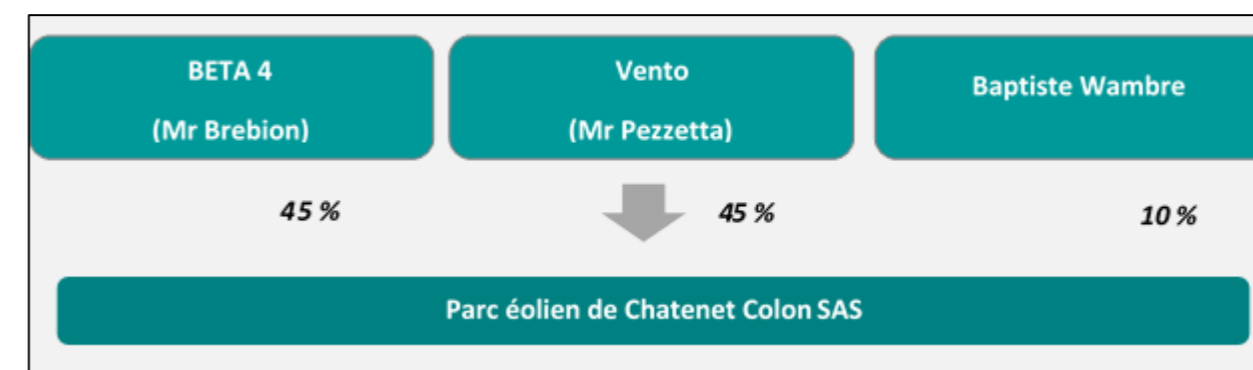 BETA 4
(Mr Brebion)
Vento
(Mr Pezzetta)
Baptiste Wambre
45 %
45 %
10 %
Parc éolien de Chatenet Colon SAS